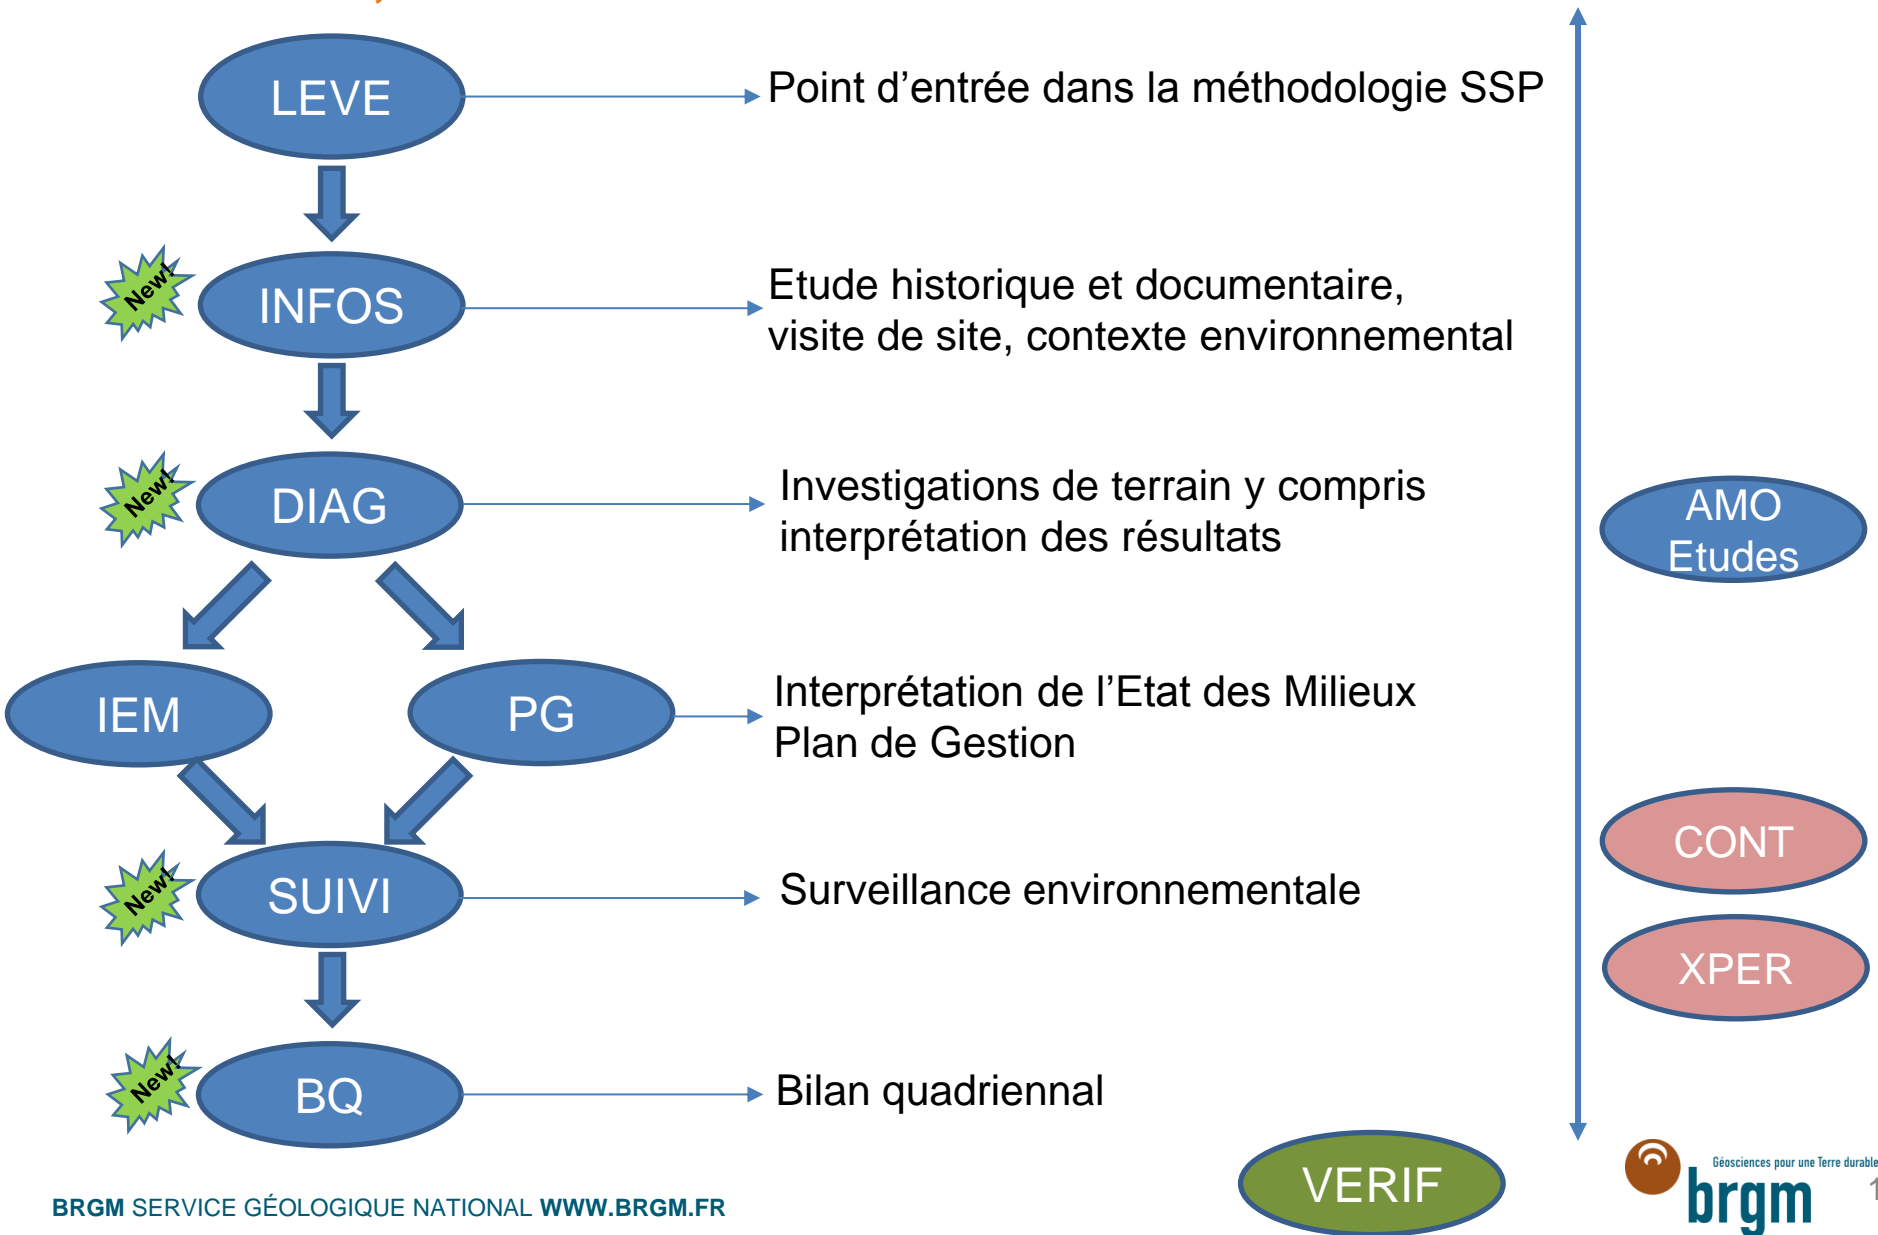 LEVE
Point d’entrée dans la méthodologie SSP
New!
INFOS
Etude historique et documentaire,
visite de site, contexte environnemental
New!
DIAG
Investigations de terrain y compris
interprétation des résultats
AMO
Etudes
IEM
PG
Interprétation de l’Etat des Milieux
Plan de Gestion
CONT
New!
SUIVI
Surveillance environnementale
XPER
New!
BQ
Bilan quadriennal
VERIF
Géosciences pour une Terre durable
brgm
1
BRGM SERVICE GÉOLOGIQUE NATIONAL WWW.BRGM.FR